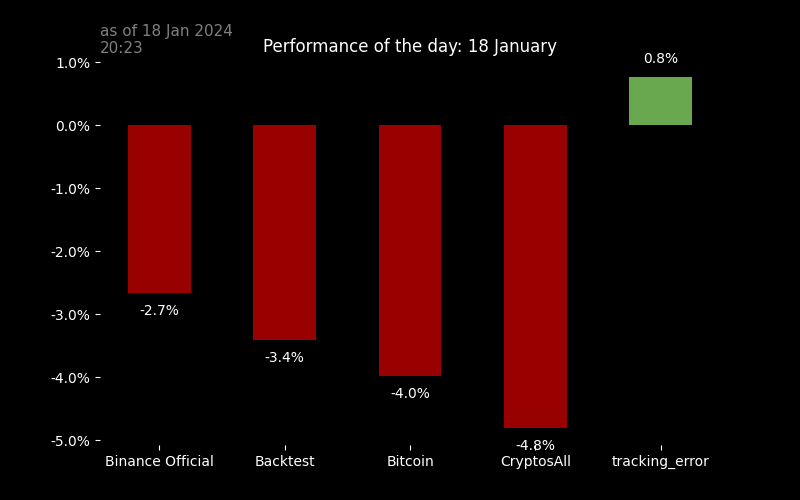 as of 18 Jan 2024
20:23
Performance of the day: 18 January
1.0%
0.0%
-1.0%
-2.0%
-3.0%
-4.0%
-5.0%
-2.7%
-3.4%
-4.0%
-4.8%
0.8%
Binance Official
Backtest
Bitcoin
CryptosAll
tracking_error